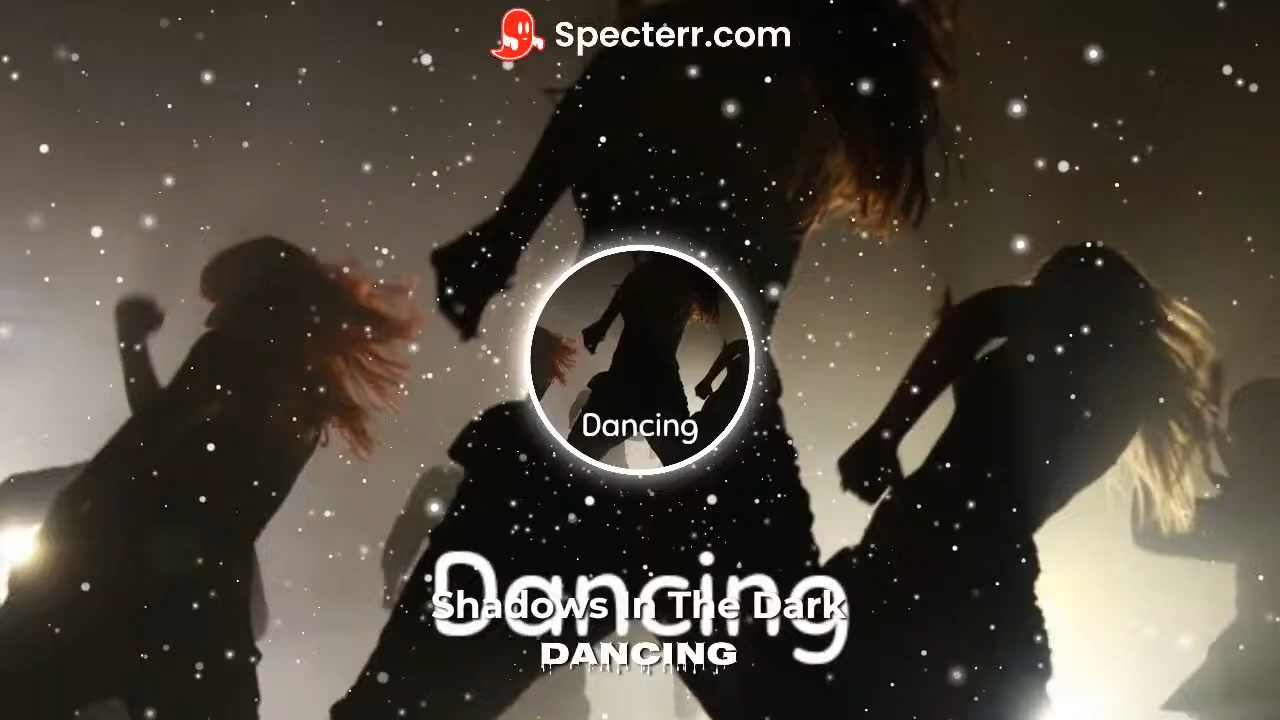 Specterr.com
Dancing
Dancing
Shadows In The Dark
DANCING